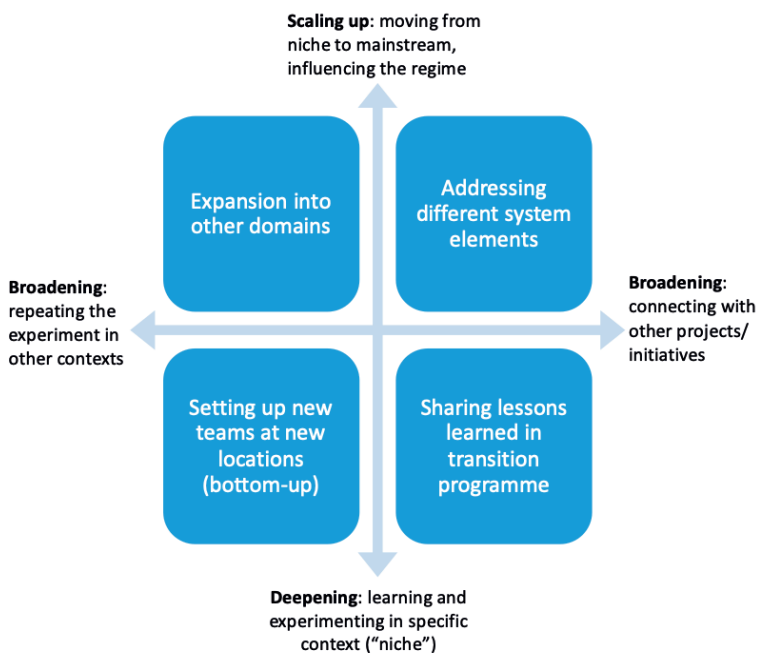 Scaling up: moving from
niche to mainstream,
influencing the regime
Expansion into
other domains
Addressing
different system
elements
Broadening:
repeating the
experiment in
other contexts
Broadening:
connecting with
other projects/
initiatives
Setting up new
teams at new
locations
(bottom-up)
Sharing lessons
learned in
transition
programme
Deepening: learning and
experimenting in specific
context (“niche”)